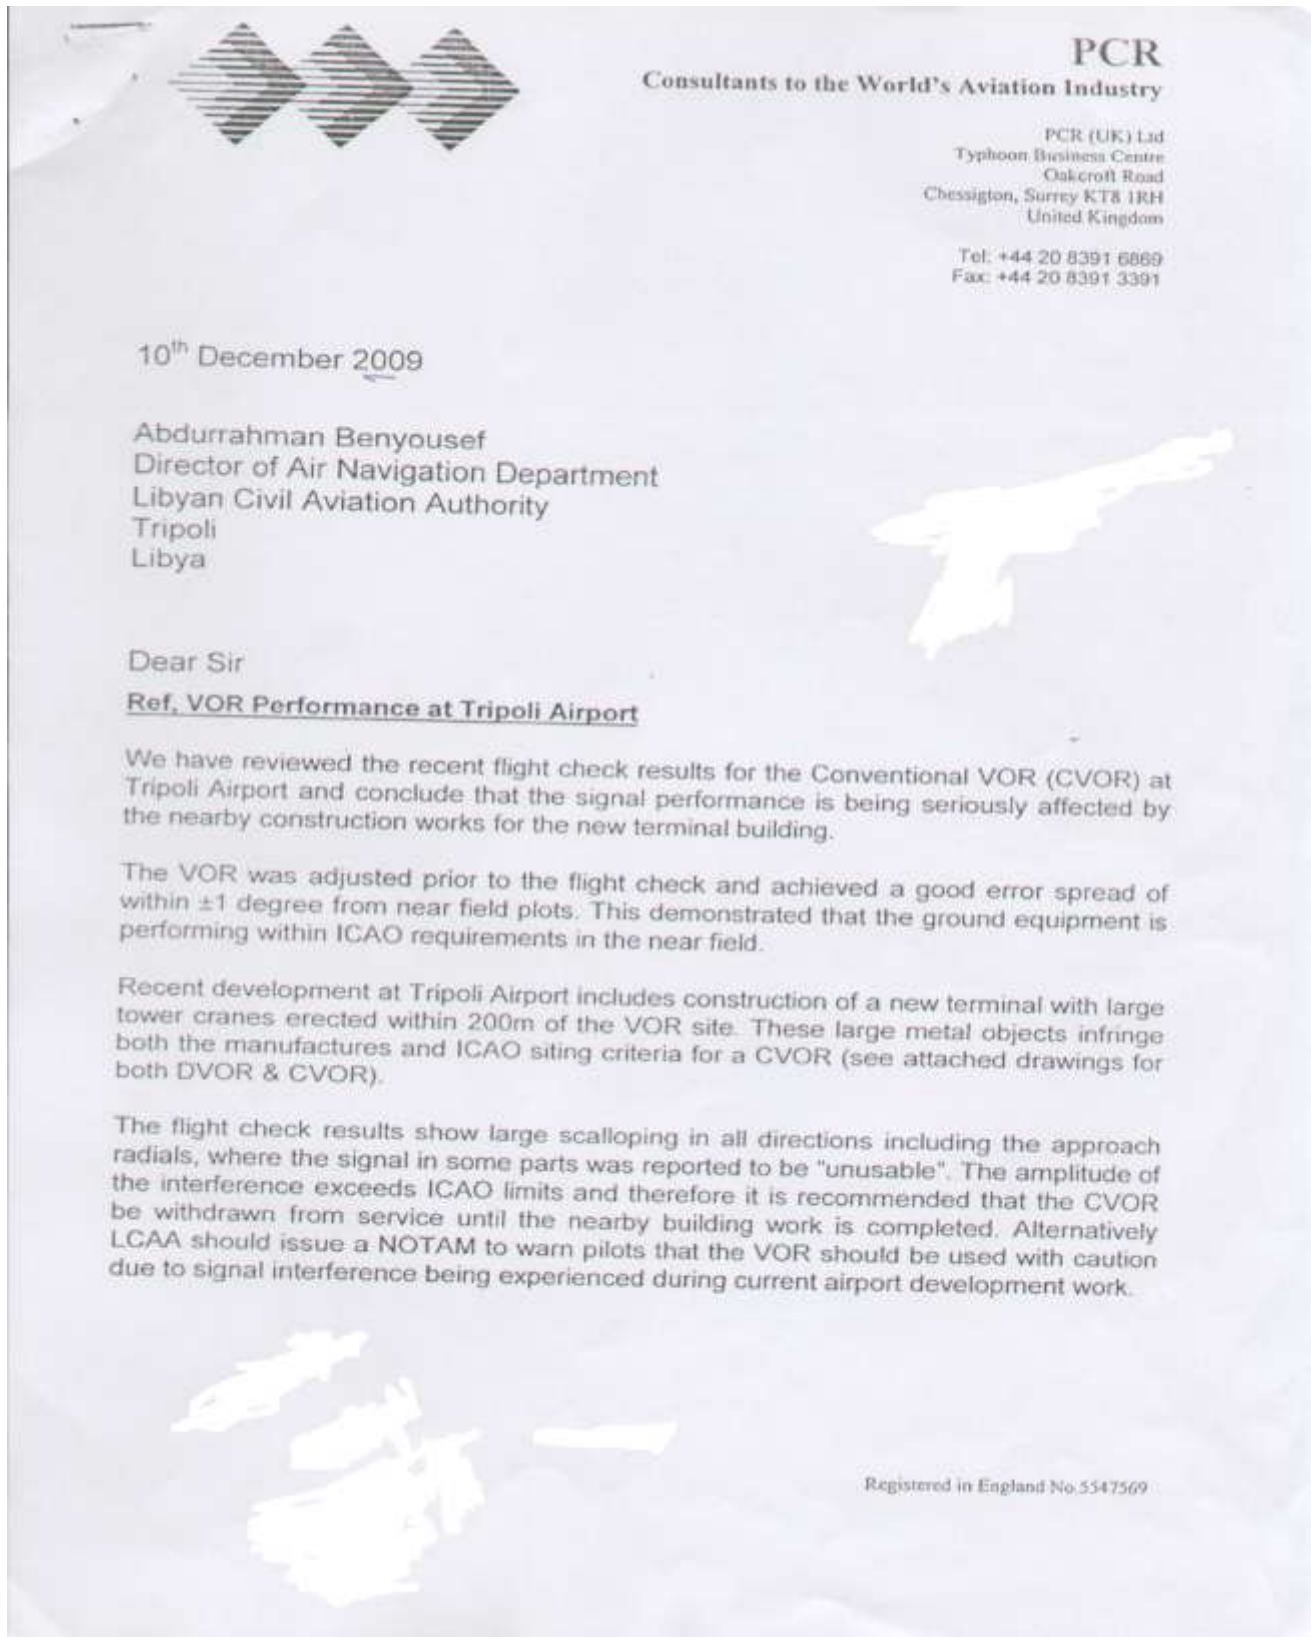 PCR
Consultants to the World's Aviation Industry
PCR (UK) Ltd
Typhoon Business Centre
Oakcroft Road
Chessigton, Surrey KT8 1RH
United Kingdom
Tel: +44 20 8391 6869
Fax: +44 20 8391 3391
10th December 2009
Abdurrahman Benyousef
Director of Air Navigation Department
Libyan Civil Aviation Authority
Tripoli
Libya
Dear Sir
Ref, VOR Performance at Tripoli Airport
We have reviewed the recent flight check results for the Conventional VOR (CVOR) at
Tripoli Airport and conclude that the signal performance is being seriously affected by
the nearby construction works for the new terminal building.
The VOR was adjusted prior to the flight check and achieved a good error spread of
within ±1 degree from near field plots. This demonstrated that the ground equipment is
performing within ICAO requirements in the near field.
Recent development at Tripoli Airport includes construction of a new terminal with large
tower cranes erected within 200m of the VOR site. These large metal objects infringe
both the manufactures and ICAO siting criteria for a CVOR (see attached drawings for
both DVOR & CVOR).
The flight check results show large scalloping in all directions including the approach
radials, where the signal in some parts was reported to be "unusable". The amplitude of
the interference exceeds ICAO limits and therefore it is recommended that the CVOR
be withdrawn from service until the nearby building work is completed. Alternatively
LCAA should issue a NOTAM to warn pilots that the VOR should be used with caution
due to signal interference being experienced during current airport development work.
Registered in England No.5547569